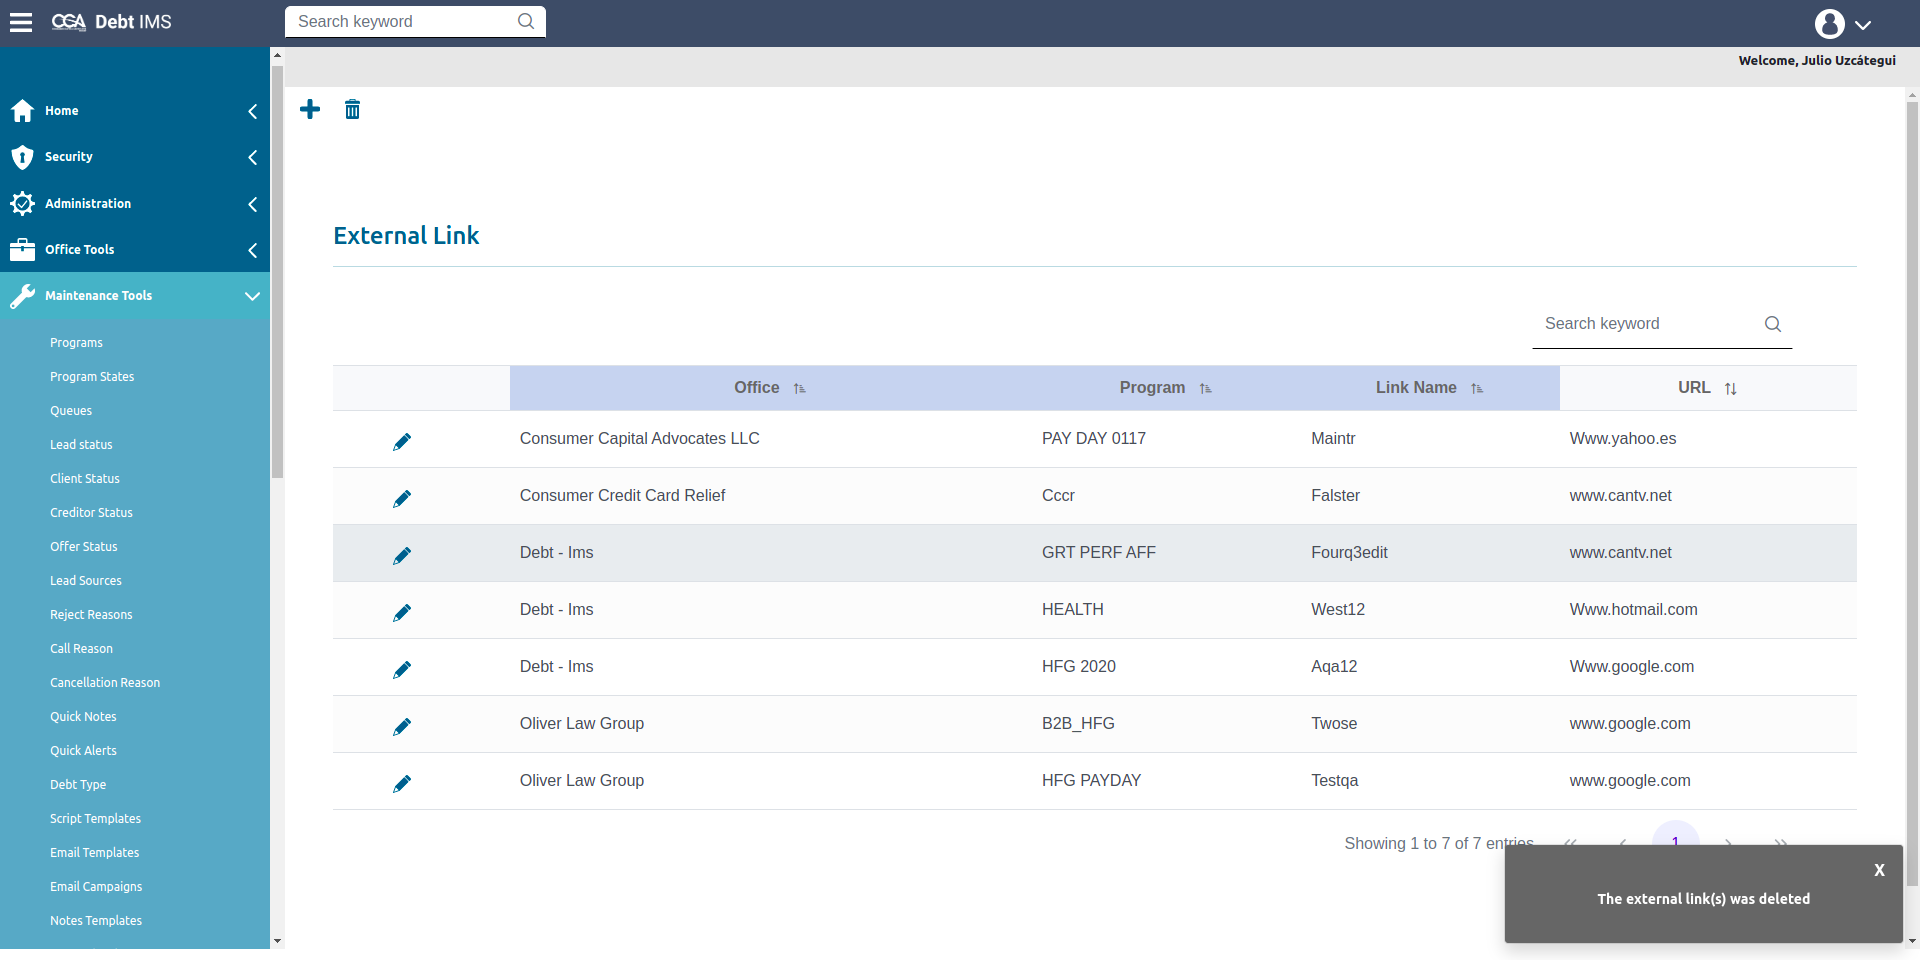 CGA Debt IMS
Search keyword
Welcome, Julio Uzcátegui
Home
Security
Administration
Office Tools
Maintenance Tools
Programs
Program States
Queues
Lead status
Client Status
Creditor Status
Offer Status
Lead Sources
Reject Reasons
Call Reason
Cancellation Reason
Quick Notes
Quick Alerts
Debt Type
Script Templates
Email Templates
Email Campaigns
Notes Templates
External Link
Search keyword
Office Program Link Name URL
Consumer Capital Advocates LLC PAY DAY 0117 Maintr Www.yahoo.es
Consumer Credit Card Relief Cccr Falster www.cantv.net
Debt - Ims GRT PERF AFF Fourq3edit www.cantv.net
Debt - Ims HEALTH West12 Www.hotmail.com
Debt - Ims HFG 2020 Aqa12 Www.google.com
Oliver Law Group B2B_HFG Twose www.google.com
Oliver Law Group HFG PAYDAY Testqa www.google.com
Showing 1 to 7 of 7 entries « ‹ 1 › »
X
The external link(s) was deleted